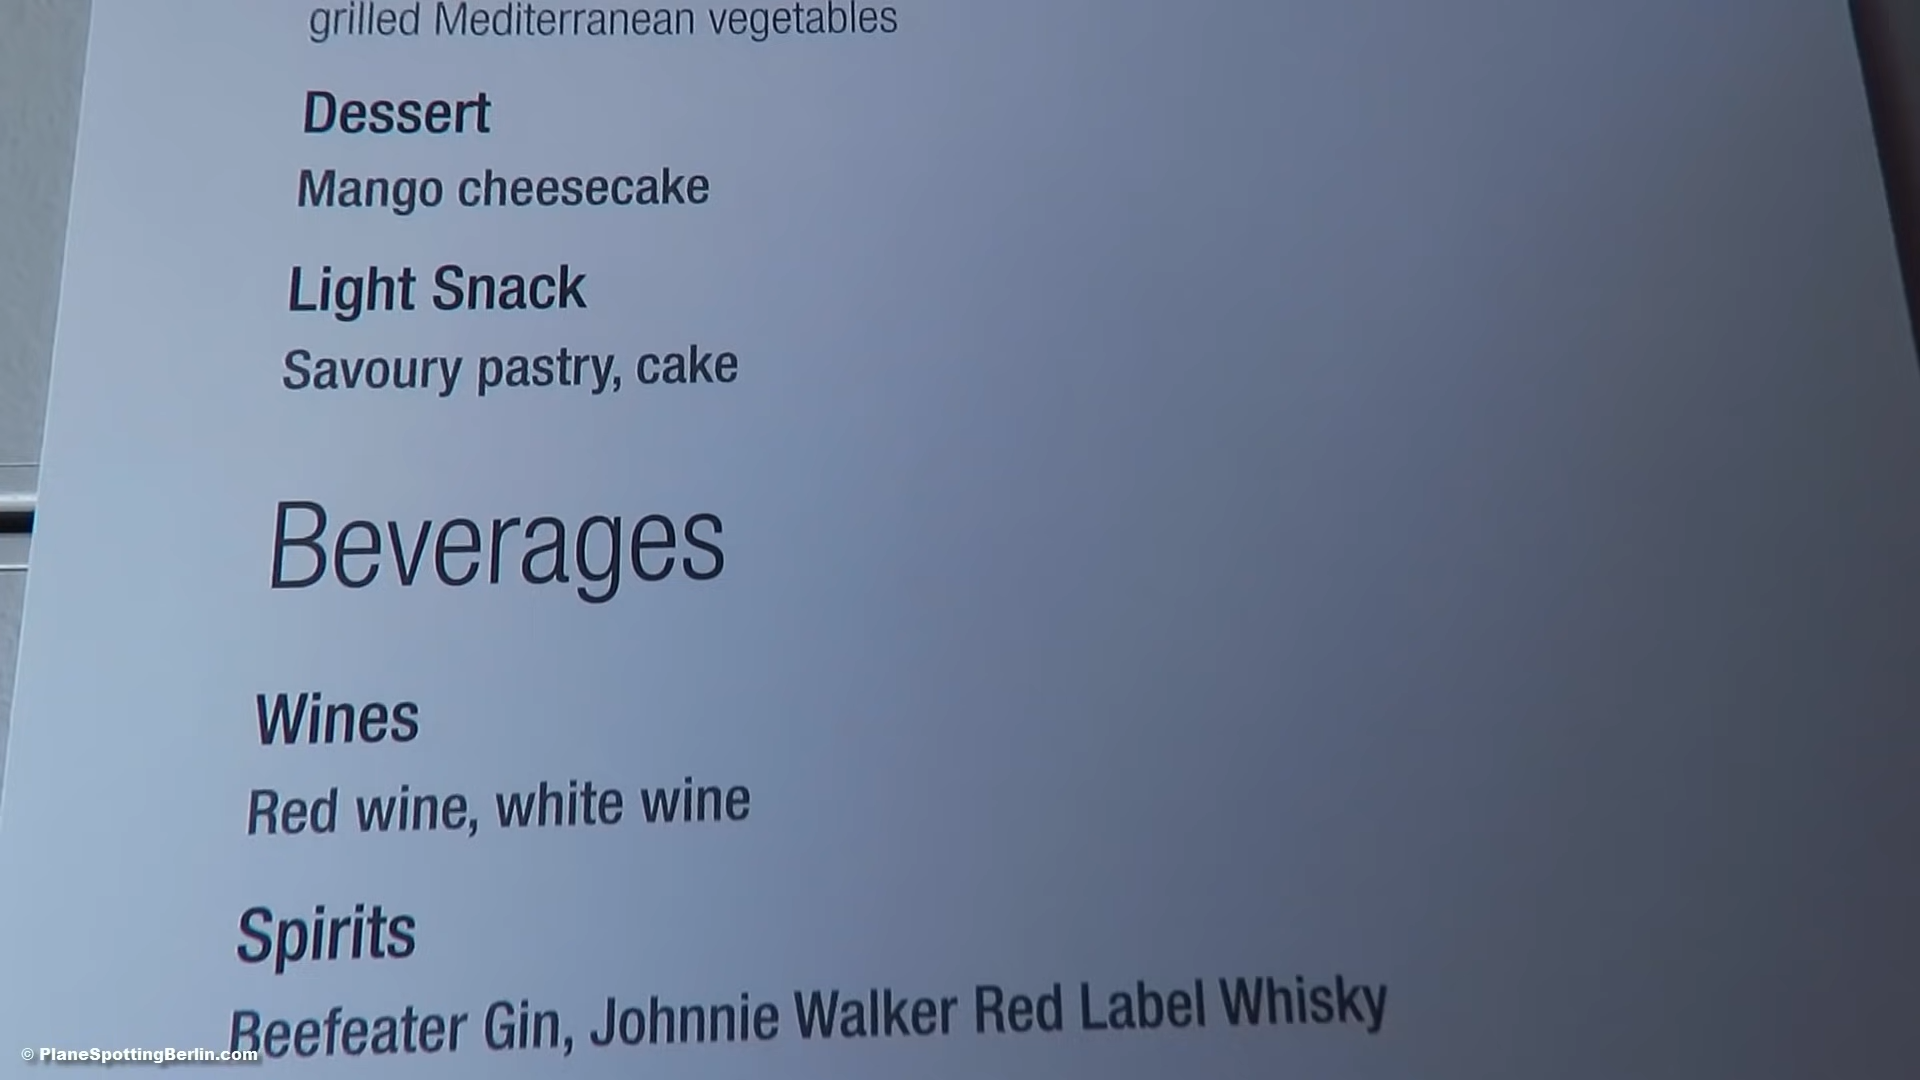 grilled Mediterranean vegetables
Dessert
Mango cheesecake
Light Snack
Savoury pastry, cake
Beverages
Wines
Red wine, white wine
Spirits
Beefeater Gin, Johnnie Walker Red Label Whisky
© PlaneSpottingBerlin.com